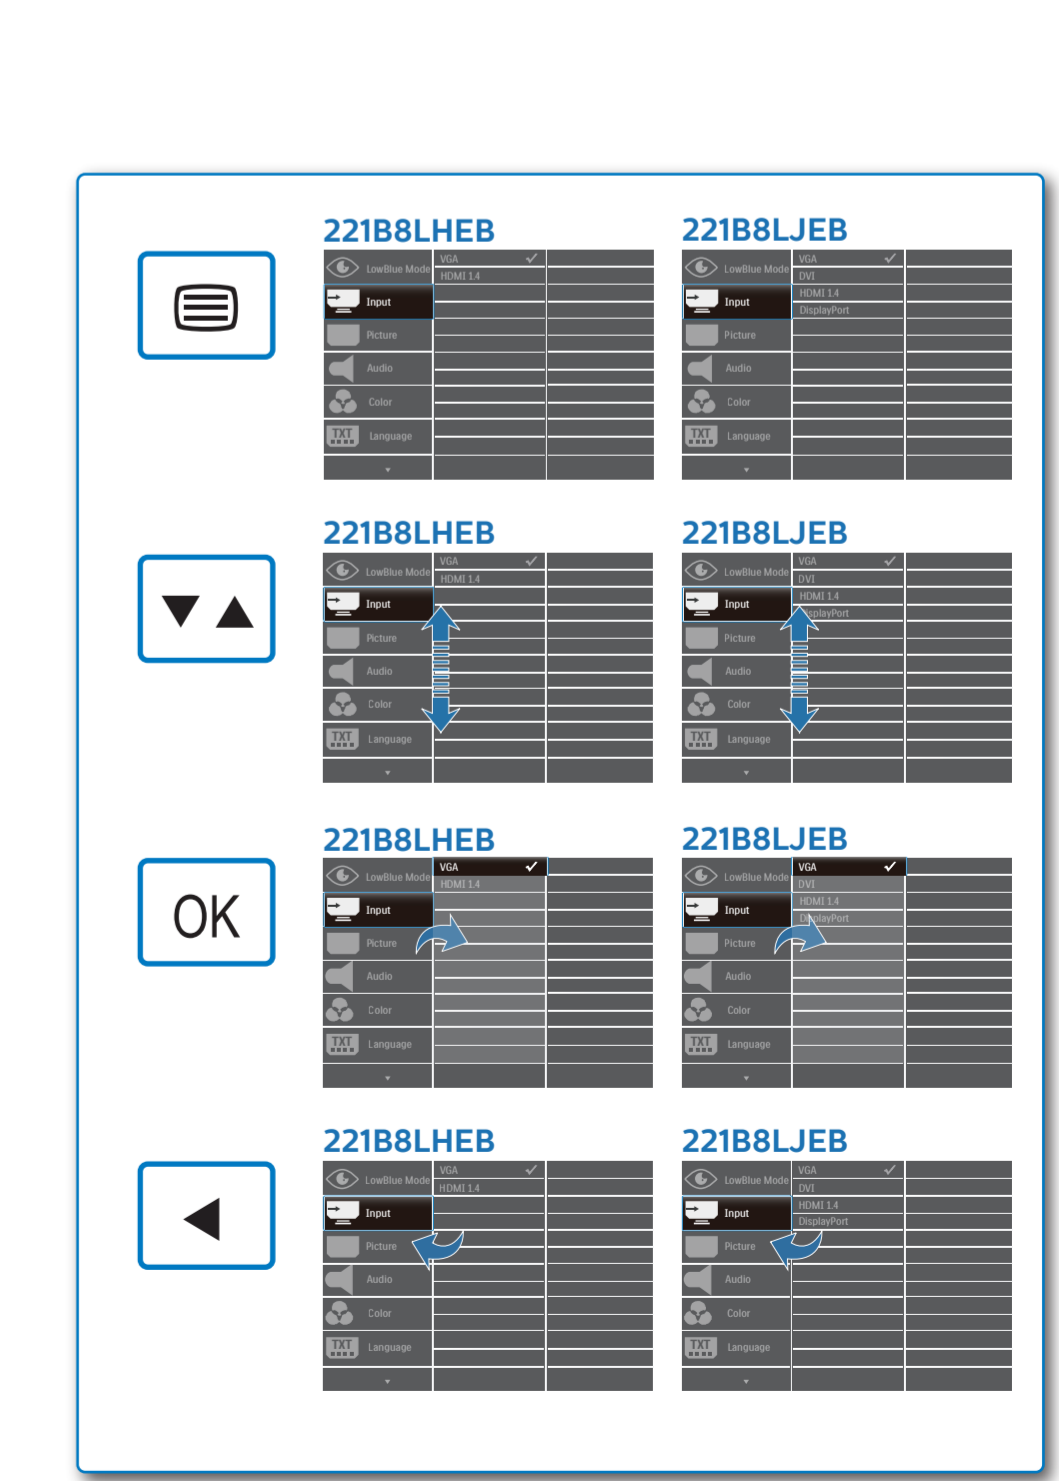 221B8LHEB
LowBlue Mode
Input
Picture
Audio
Color
TXT
Language
VGA
HDMI 1.4
221B8LJEB
LowBlue Mode
Input
Picture
Audio
Color
TXT
Language
VGA
DVI
HDMI 1.4
DisplayPort
221B8LHEB
LowBlue Mode
Input
Picture
Audio
Color
TXT
Language
VGA
HDMI 1.4
221B8LJEB
LowBlue Mode
Input
Picture
Audio
Color
TXT
Language
VGA
DVI
HDMI 1.4
DisplayPort
OK
221B8LHEB
LowBlue Mode
Input
Picture
Audio
Color
TXT
Language
VGA
HDMI 1.4
221B8LJEB
LowBlue Mode
Input
Picture
Audio
Color
TXT
Language
VGA
DVI
HDMI 1.4
DisplayPort
221B8LHEB
LowBlue Mode
Input
Picture
Audio
Color
TXT
Language
VGA
HDMI 1.4
221B8LJEB
LowBlue Mode
Input
Picture
Audio
Color
TXT
Language
VGA
DVI
HDMI 1.4
DisplayPort